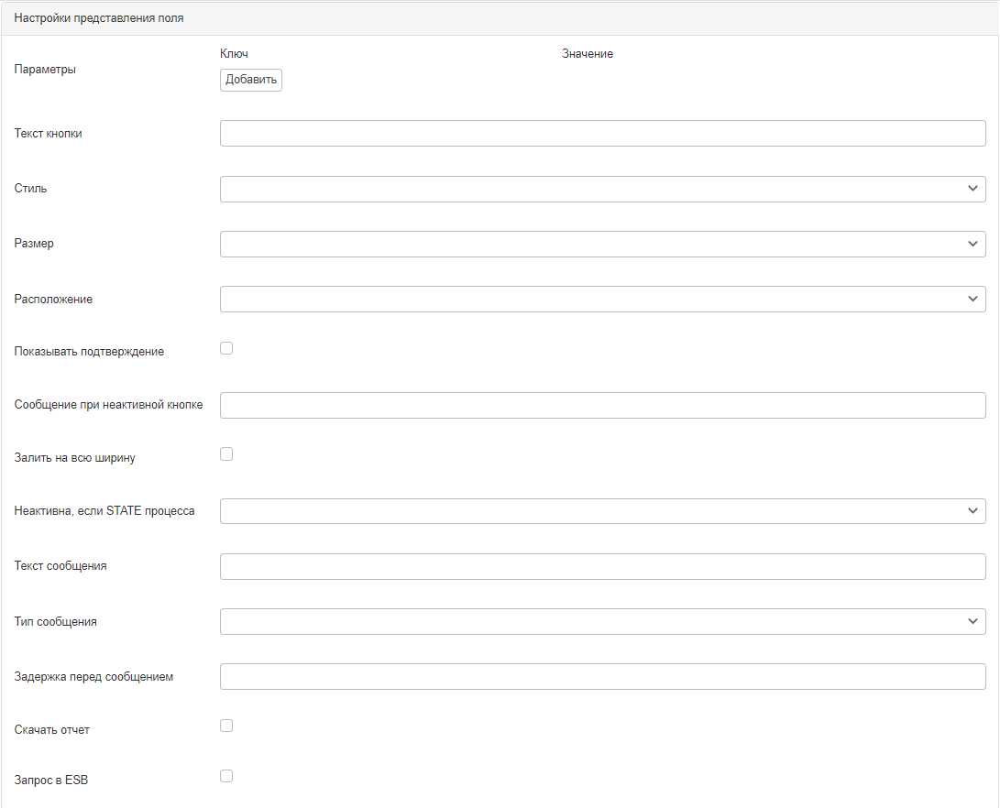 Настройки представления поля
Ключ Значение
Параметры
Добавить
Текст кнопки
Стиль
Размер
Расположение
Показывать подтверждение
Сообщение при неактивной кнопке
Залить на всю ширину
Неактивна, если STATE процесса
Текст сообщения
Тип сообщения
Задержка перед сообщением
Скачать отчет
Запрос в ESB